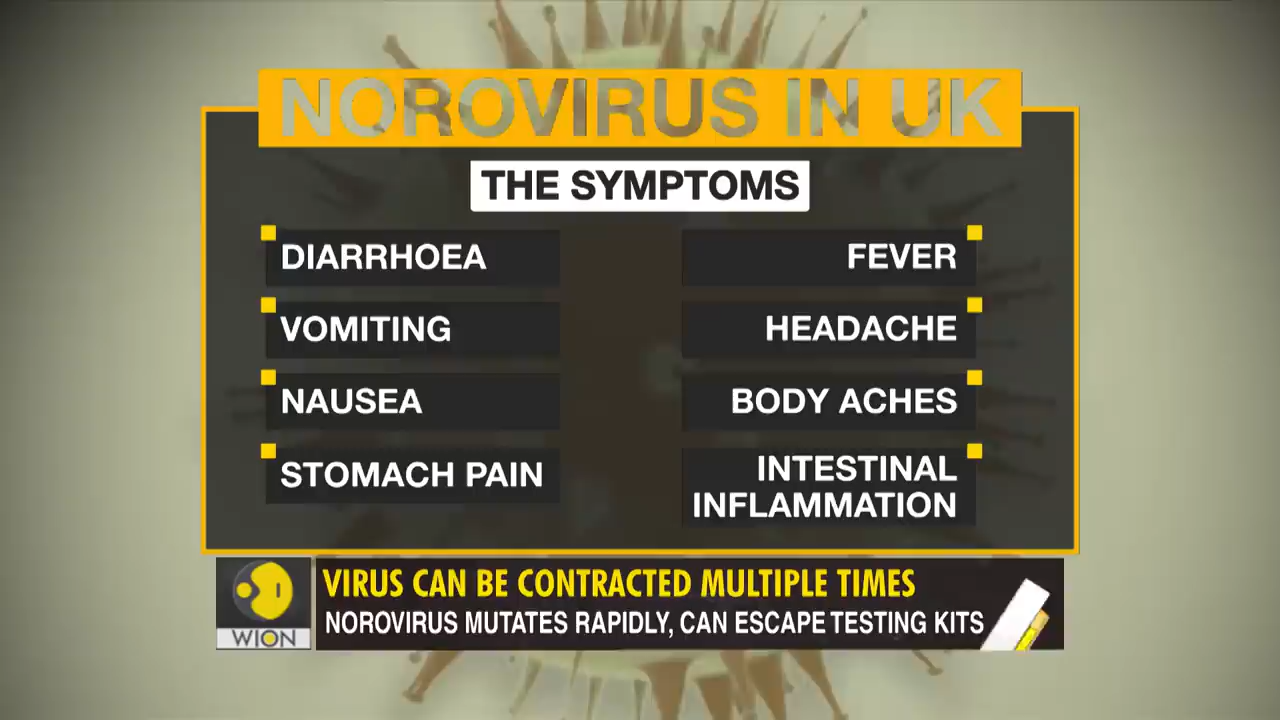 NOROVIRUS IN UK
THE SYMPTOMS
DIARRHOEA
VOMITING
NAUSEA
STOMACH PAIN
FEVER
HEADACHE
BODY ACHES
INTESTINAL
INFLAMMATION
VIRUS CAN BE CONTRACTED MULTIPLE TIMES
NOROVIRUS MUTATES RAPIDLY, CAN ESCAPE TESTING KITS
WION